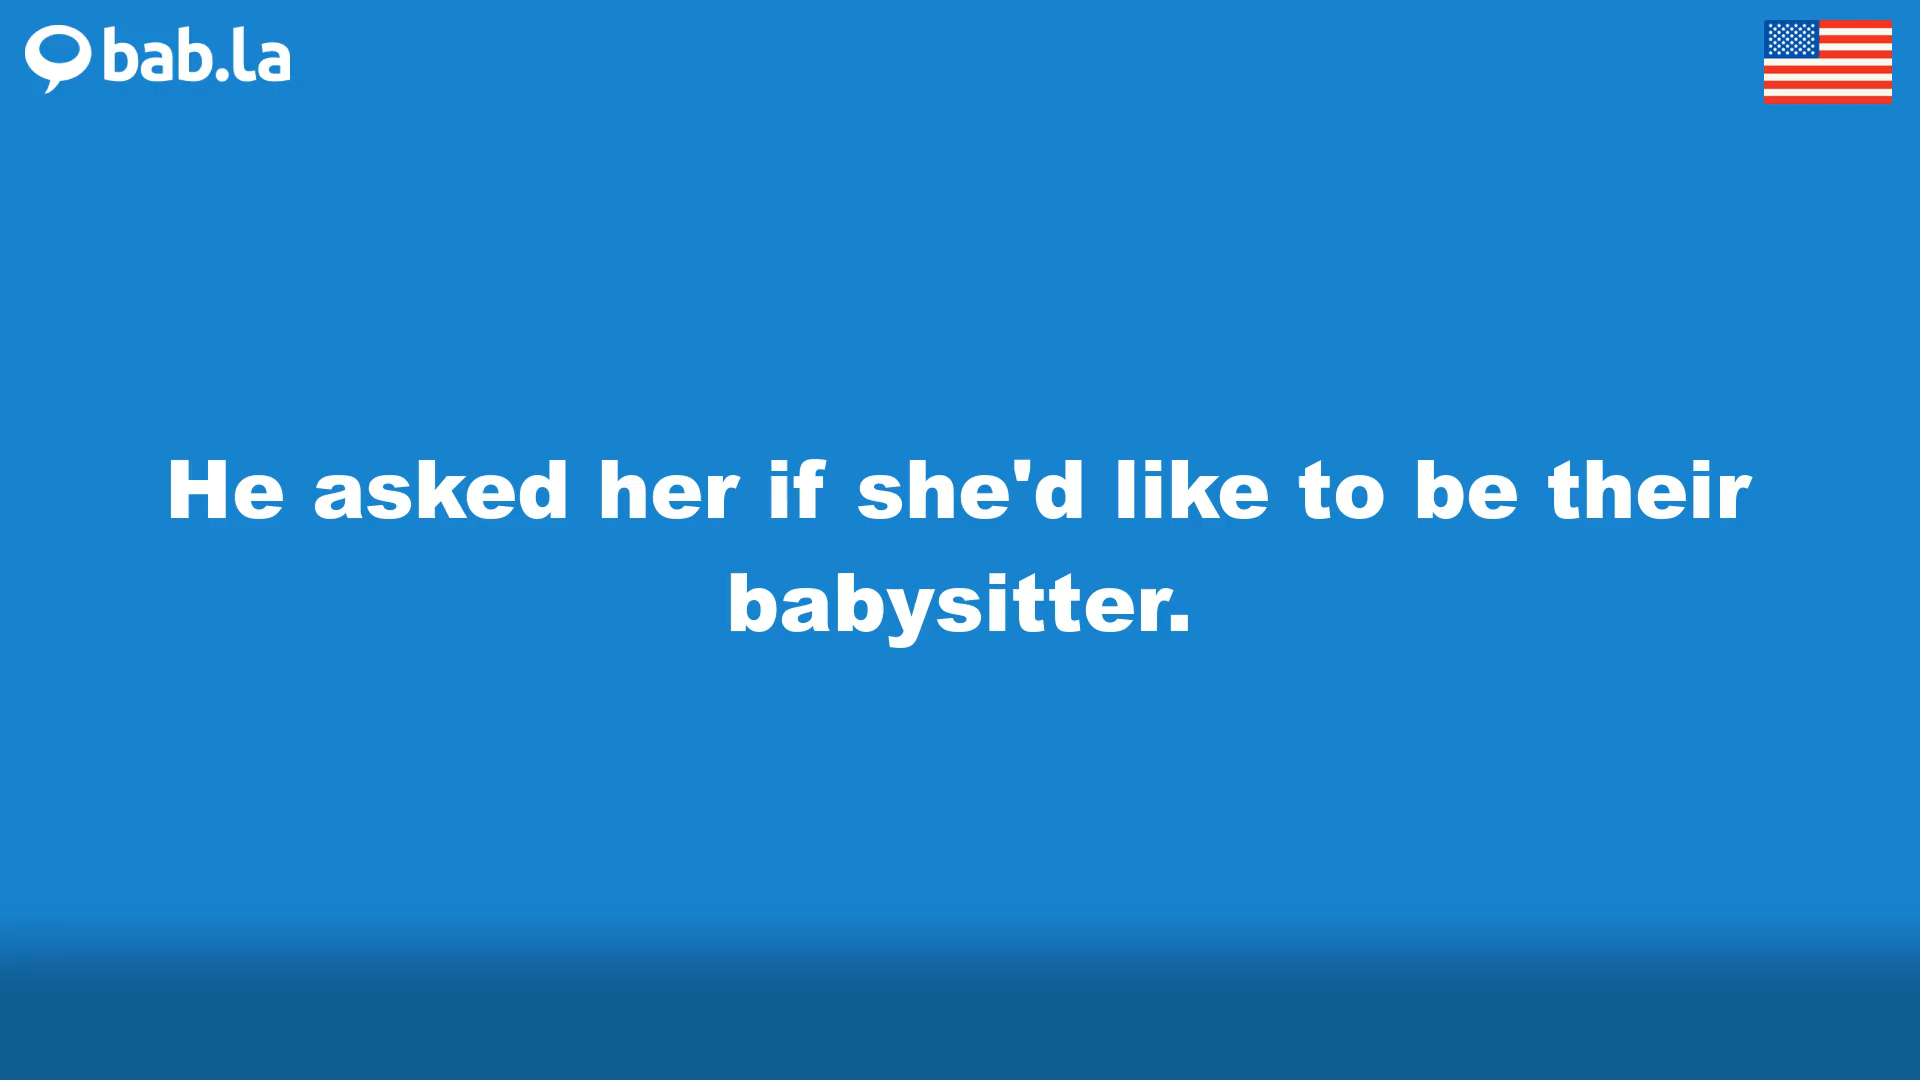 bab.la
He asked her if she'd like to be their
babysitter.